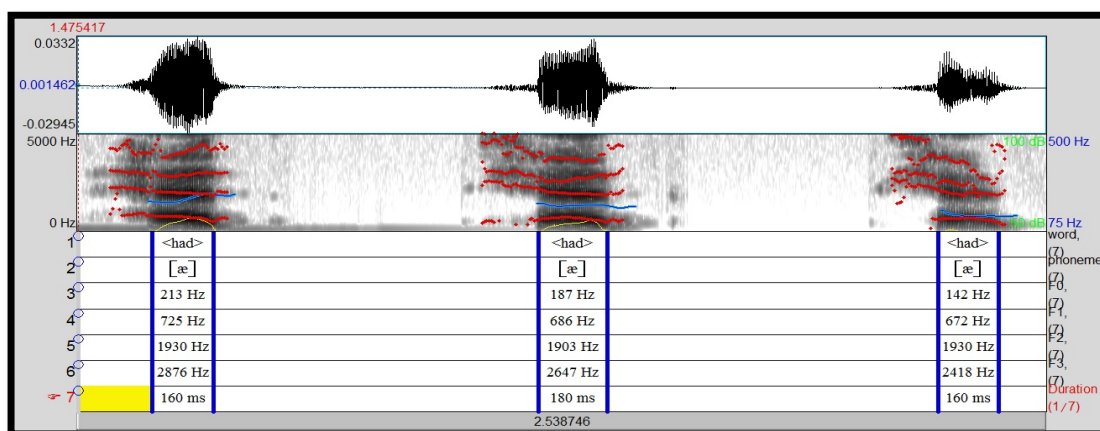 1.475417
0.0332
0.001462
-0.02945
5000 Hz 100 dB 500 Hz
0 Hz 75 Hz
1 <had> <had> <had> word, (7)
2 [æ] [æ] [æ] phoneme (7)
3 213 Hz 187 Hz 142 Hz F0, (7)
4 725 Hz 686 Hz 672 Hz F1, (7)
5 1930 Hz 1903 Hz 1930 Hz F2, (7)
6 2876 Hz 2647 Hz 2418 Hz F3, (7)
☞ 7 160 ms 180 ms 160 ms Duration (1/7)
2.538746